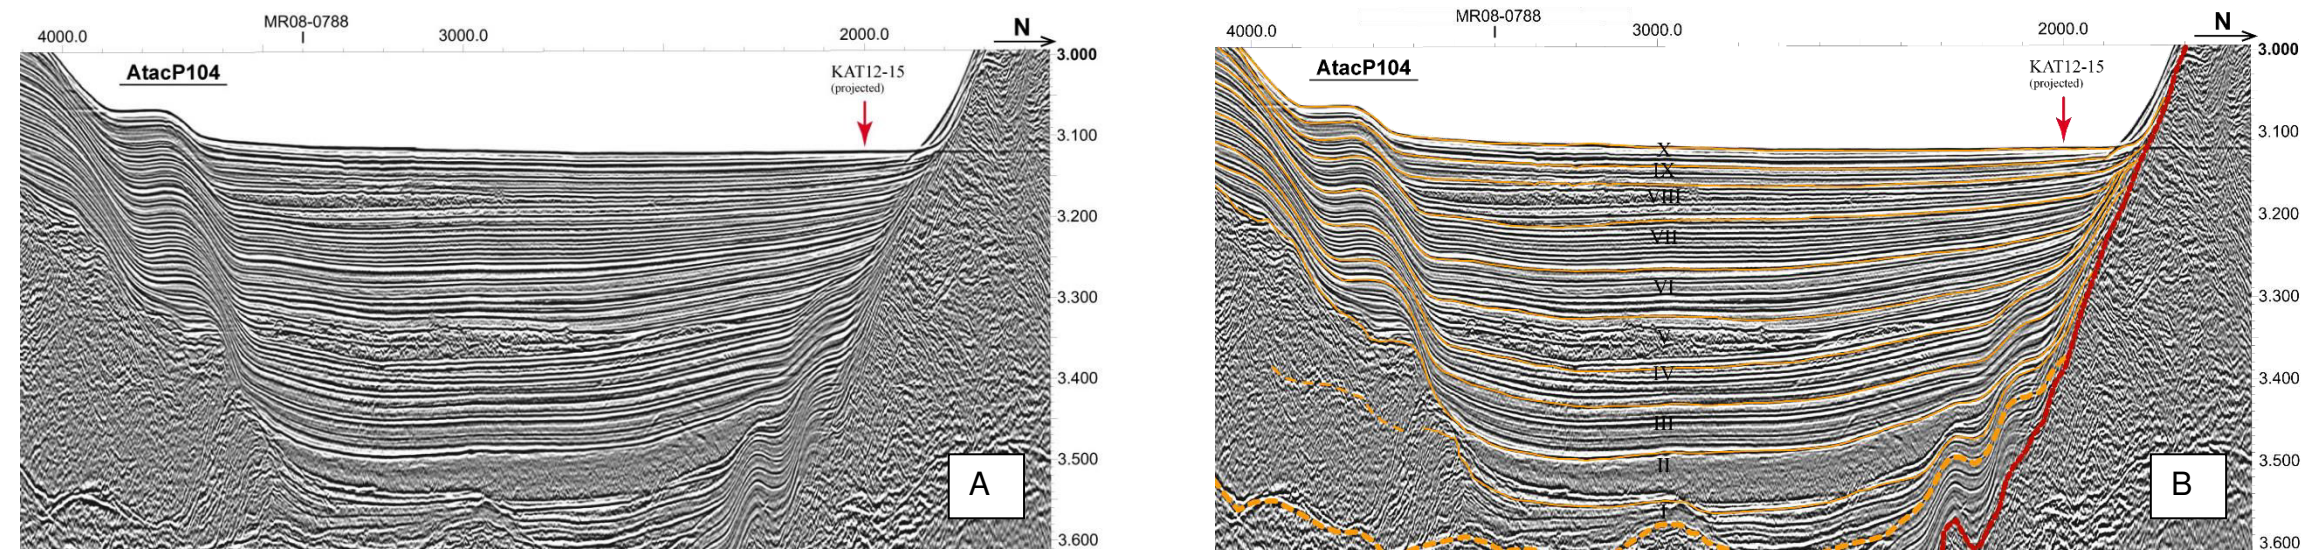 MR08-0788
4000.0 3000.0 2000.0 N
3.000
AtacP104
KAT12-15
(projected)
3.100
3.200
3.300
3.400
3.500
3.600
A
MR08-0788
4000.0 3000.0 2000.0 N
3.000
AtacP104
KAT12-15
(projected)
3.100
3.200
3.300
3.400
3.500
3.600
X
IX
VIII
VII
VI
V
IV
III
II
I
B